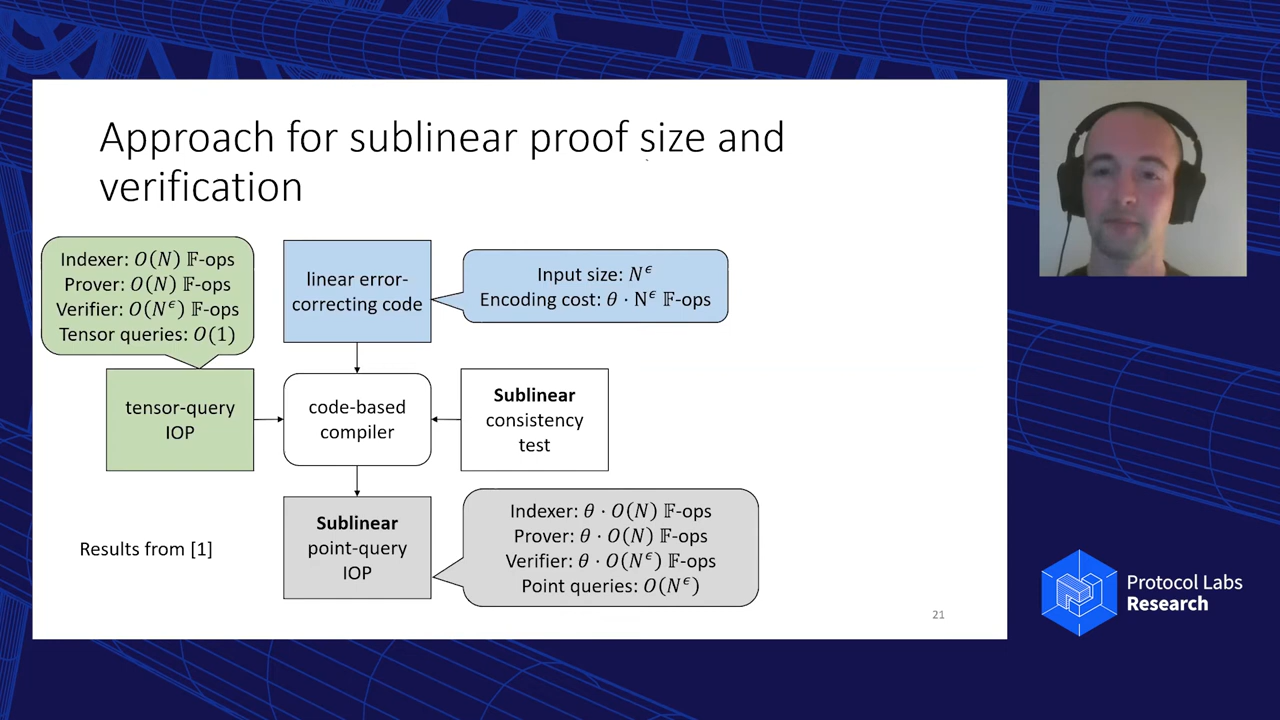 Approach for sublinear proof size and
verification
Indexer: O(N) 𝔽-ops
Prover: O(N) 𝔽-ops
Verifier: O(N^ϵ) 𝔽-ops
Tensor queries: O(1)
linear error-
correcting code
Input size: N^ϵ
Encoding cost: θ · N^ϵ 𝔽-ops
tensor-query
IOP
code-based
compiler
Sublinear
consistency
test
Sublinear
point-query
IOP
Indexer: θ · O(N) 𝔽-ops
Prover: θ · O(N) 𝔽-ops
Verifier: θ · O(N^ϵ) 𝔽-ops
Point queries: O(N^ϵ)
Results from [1]
21
Protocol Labs
Research